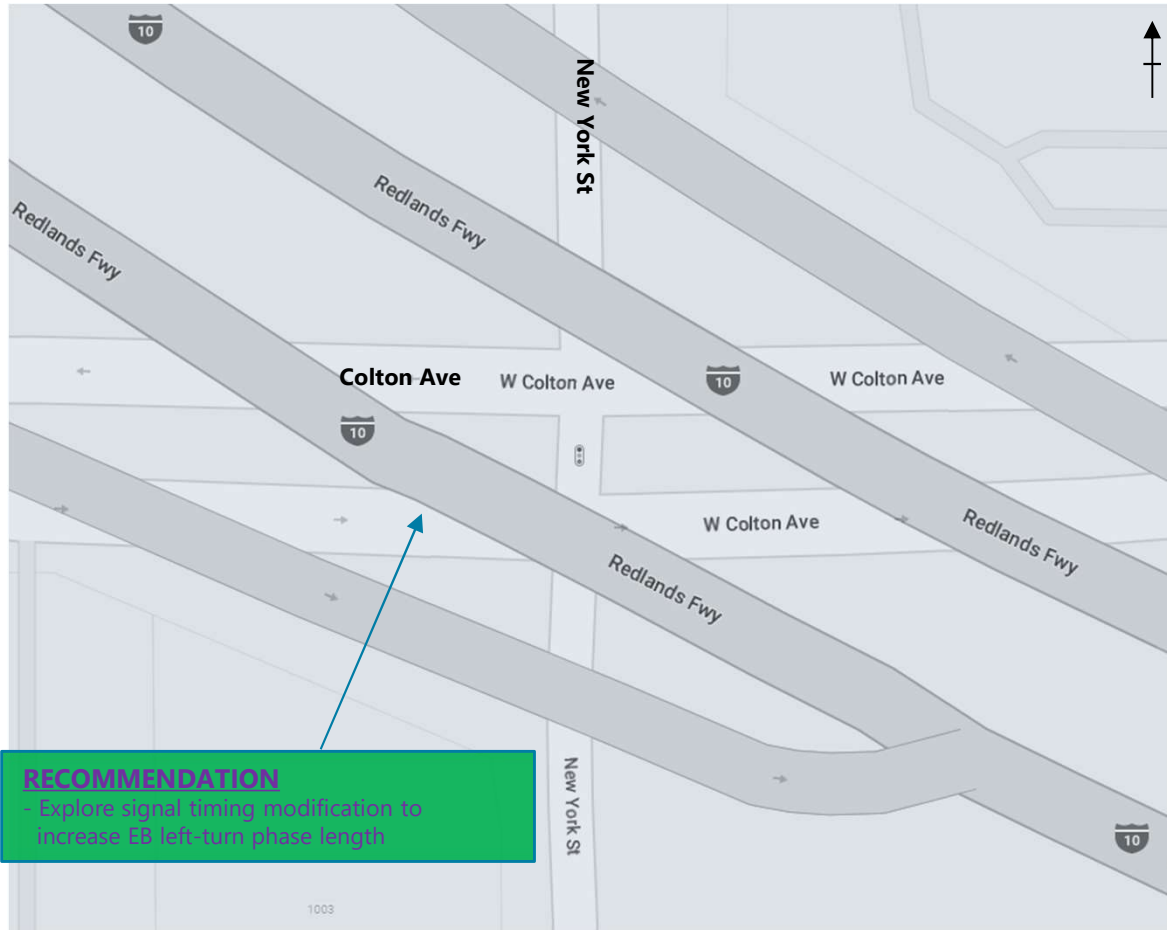 10
New York St
Redlands Fwy
Redlands Fwy
Colton Ave
W Colton Ave
10
W Colton Ave
10
W Colton Ave
Redlands Fwy
Redlands Fwy
RECOMMENDATION
- Explore signal timing modification to
increase EB left-turn phase length
New York St
10
1003